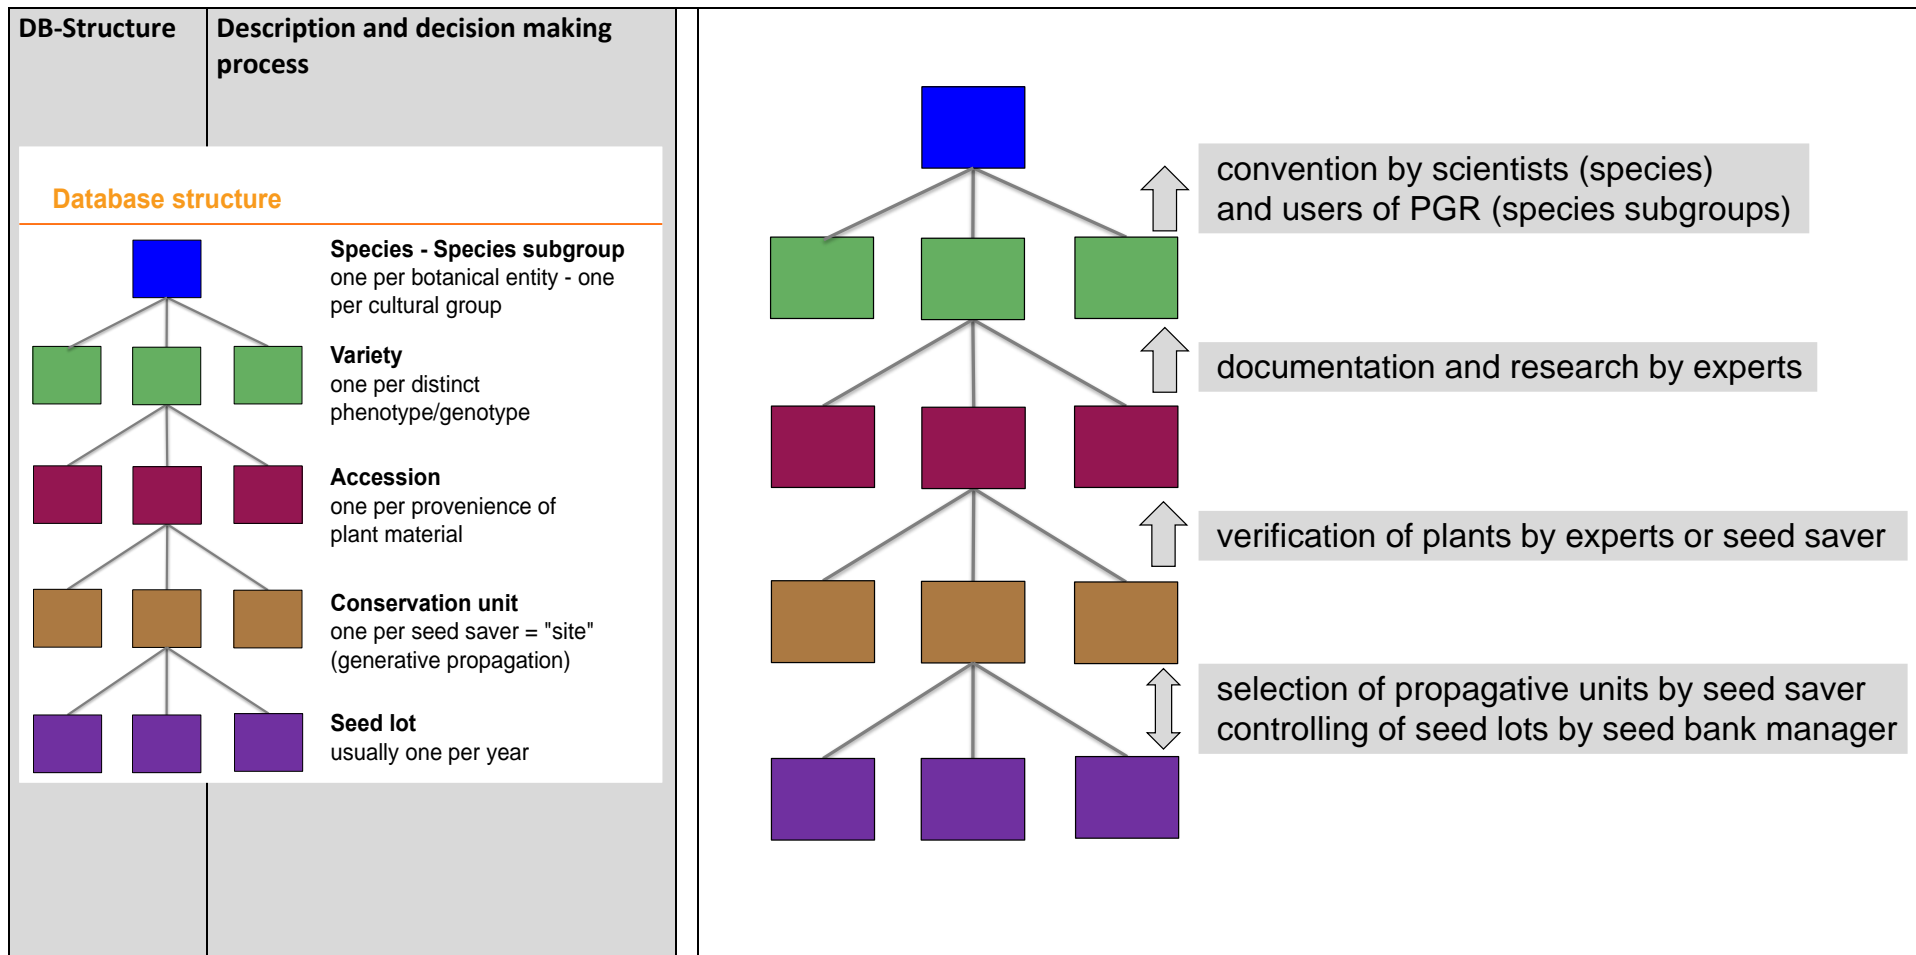 DB-Structure
Description and decision making
process
Database structure
Species - Species subgroup
one per botanical entity - one
per cultural group
Variety
one per distinct
phenotype/genotype
Accession
one per provenience of
plant material
Conservation unit
one per seed saver = "site"
(generative propagation)
Seed lot
usually one per year
convention by scientists (species)
and users of PGR (species subgroups)
documentation and research by experts
verification of plants by experts or seed saver
selection of propagative units by seed saver
controlling of seed lots by seed bank manager